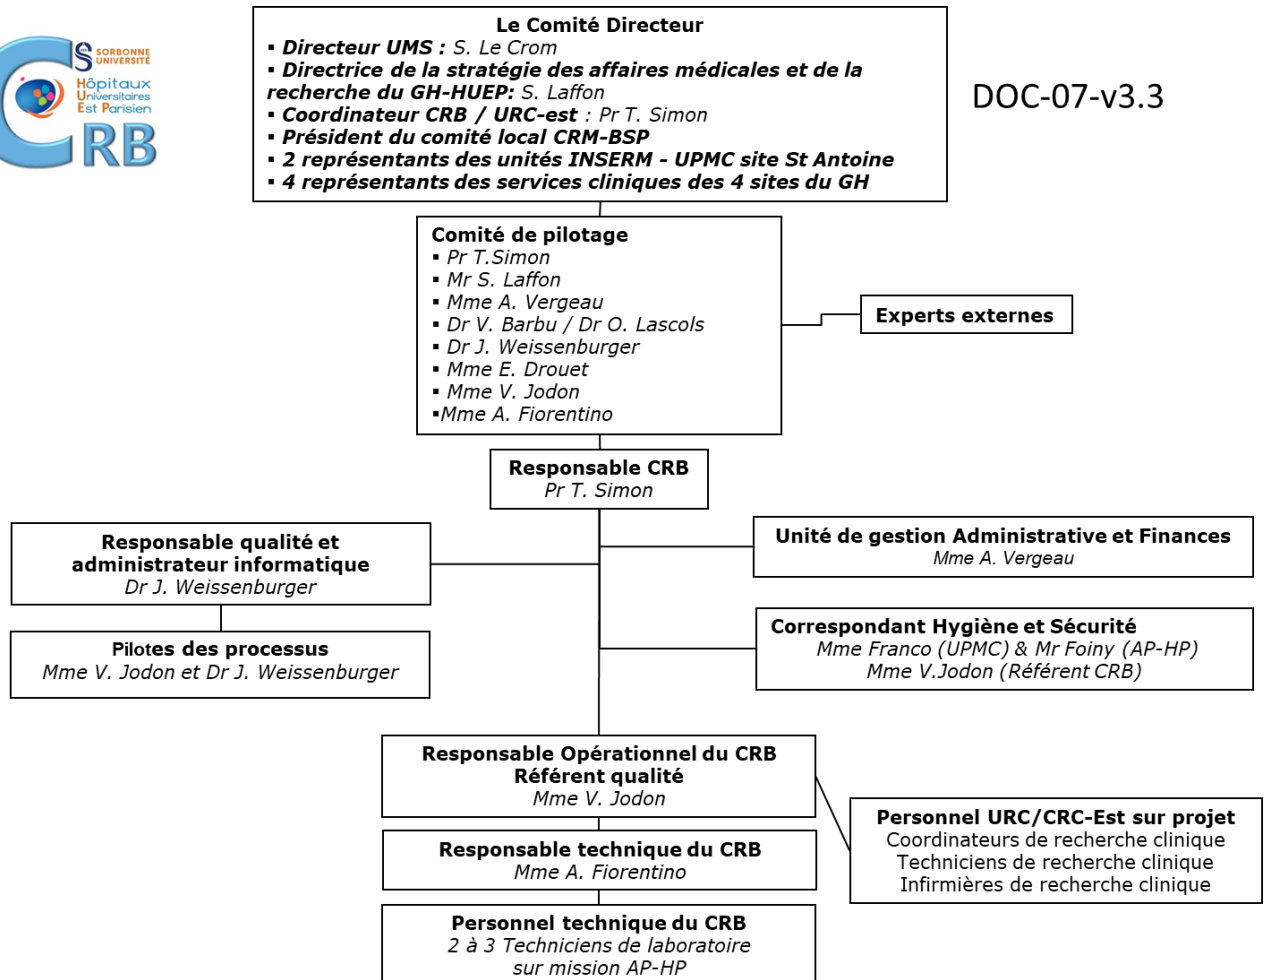 SORBONNE
UNIVERSITÉ
Hôpitaux
Universitaires
Est Parisien
CRB
Le Comité Directeur
▪ Directeur UMS : S. Le Crom
▪ Directrice de la stratégie des affaires médicales et de la
recherche du GH-HUEP: S. Laffon
▪ Coordinateur CRB / URC-est : Pr T. Simon
▪ Président du comité local CRM-BSP
▪ 2 représentants des unités INSERM - UPMC site St Antoine
▪ 4 représentants des services cliniques des 4 sites du GH
DOC-07-v3.3
Comité de pilotage
▪ Pr T.Simon
▪ Mr S. Laffon
▪ Mme A. Vergeau
▪ Dr V. Barbu / Dr O. Lascols
▪ Dr J. Weissenburger
▪ Mme E. Drouet
▪ Mme V. Jodon
▪Mme A. Fiorentino
Experts externes
Responsable CRB
Pr T. Simon
Responsable qualité et
administrateur informatique
Dr J. Weissenburger
Unité de gestion Administrative et Finances
Mme A. Vergeau
Pilotes des processus
Mme V. Jodon et Dr J. Weissenburger
Correspondant Hygiène et Sécurité
Mme Franco (UPMC) & Mr Foiny (AP-HP)
Mme V.Jodon (Référent CRB)
Responsable Opérationnel du CRB
Référent qualité
Mme V. Jodon
Personnel URC/CRC-Est sur projet
Coordinateurs de recherche clinique
Techniciens de recherche clinique
Infirmières de recherche clinique
Responsable technique du CRB
Mme A. Fiorentino
Personnel technique du CRB
2 à 3 Techniciens de laboratoire
sur mission AP-HP